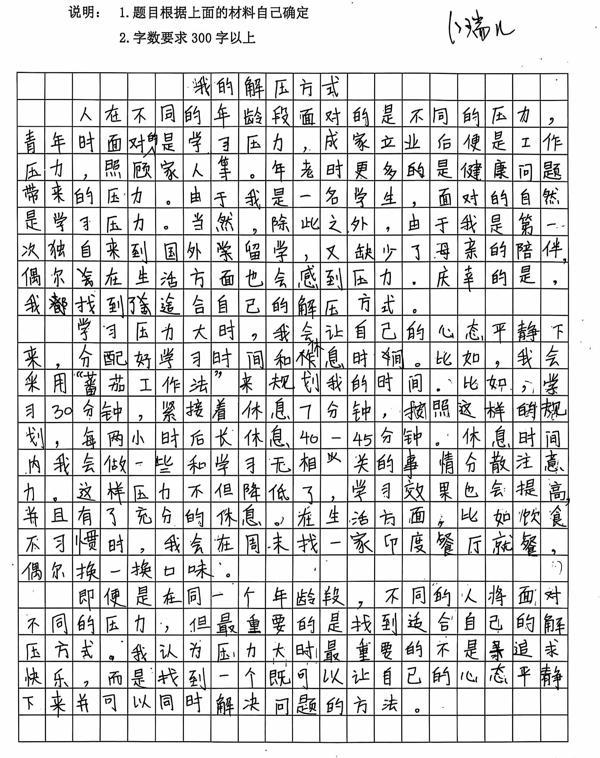 说明： 1.题目根据上面的材料自己确定
2.字数要求300字以上
瑞儿
我的解压方式
人在不同的年龄段面对的是不同的压力，
青年时面对的是学习压力，成家立业后便是工作
压力，照顾家人等。年老时更多的是健康问题
带来的压力。由于我是一名学生，面对的自然
是学习压力。当然，除此之外，由于我是第一
次独自来到国外学留学，又缺少了母亲的陪伴，
偶尔会在生活方面也会感到压力．庆幸的是，
我都找到了适合自己的解压方式。
学习压力大时，我会让自己的心态平静下
来，分配好学习时间和休息时间。比如，我会
采用“蕃茄工作法”来规划我的时间．比如，学
习30分钟，紧接着休息7分钟，按照这样的规
划，每两小时后长休息40－45分钟。休息时间
内我会做一些和学习无相关的事情分散注意
力。这样压力不但降低了，学习效果也会提高，
并且有了充分的休息。在生活方面，比如饮食
不习惯时，我会在周末找一家印度餐厅就餐，
偶尔换一换口味。
即便是在同一个年龄段，不同的人将面对
不同的压力，但最重要的是找到适合自己的解
压方式。我认为压力大时最重要的不是追求
快乐，而是找到一个既可以让自己的心态平静
下来并可以同时解决问题的方法。